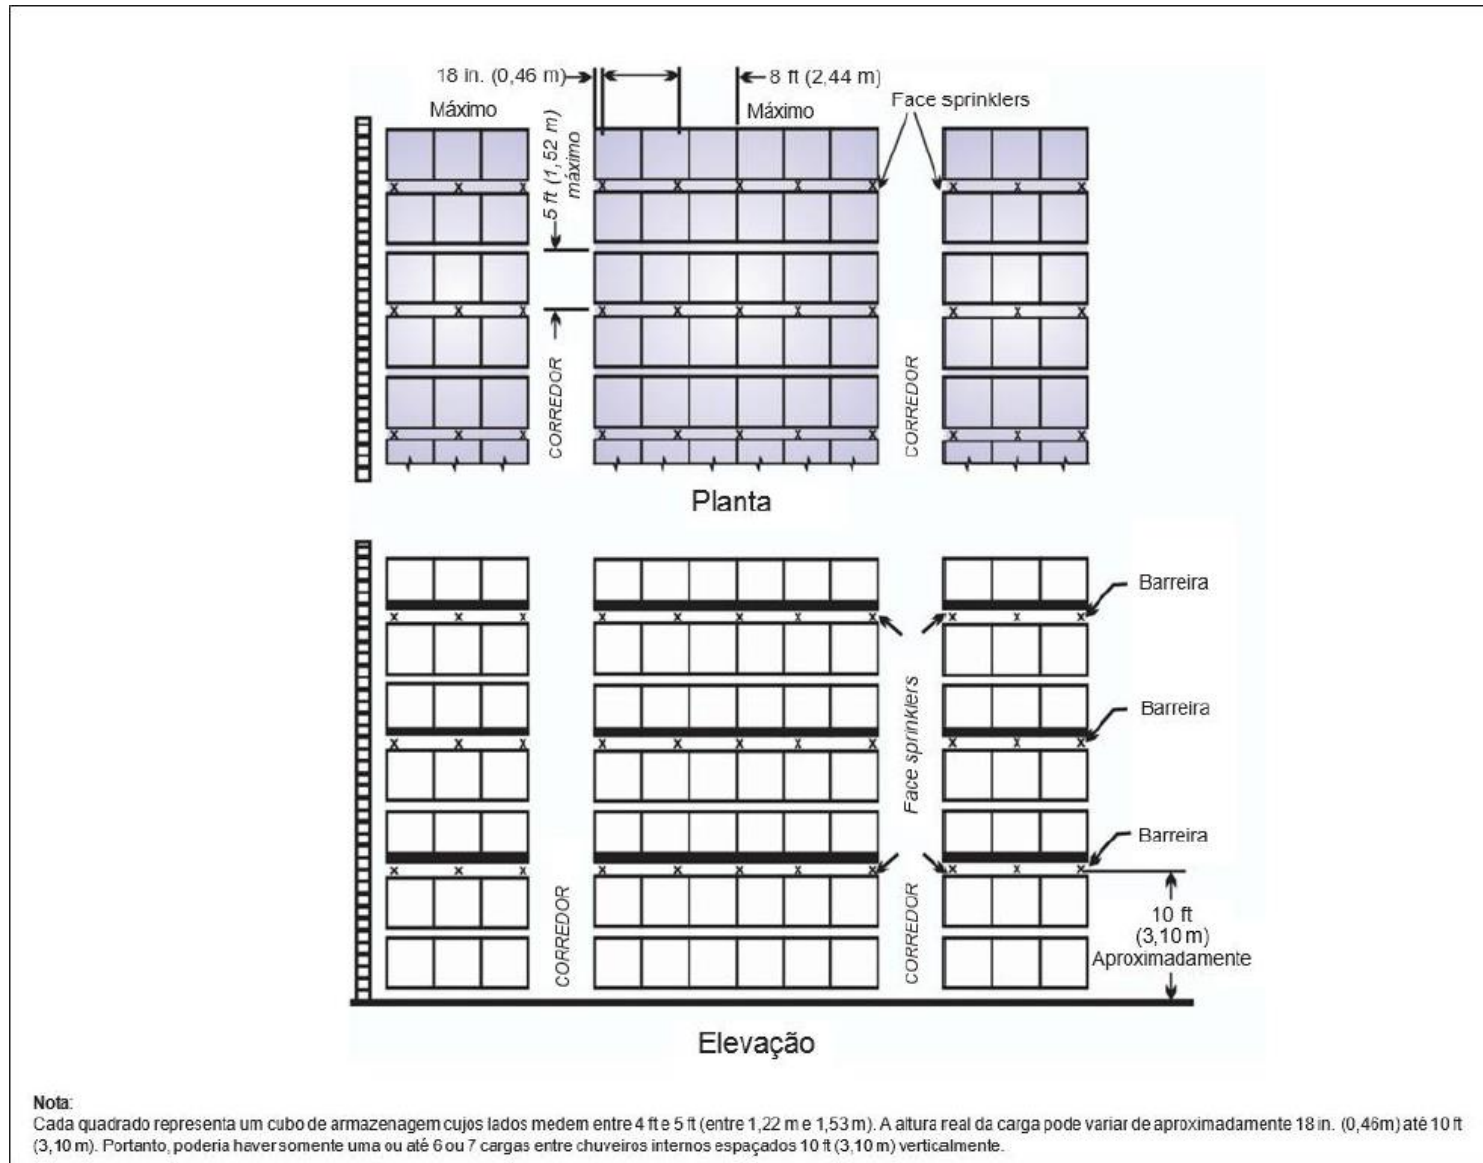 18 in. (0,46 m)
8 ft (2,44 m)
Máximo
Máximo
Face sprinklers
5 ft (1,52 m)
máximo
CORREDOR
CORREDOR
Planta
Barreira
Barreira
Face sprinklers
Barreira
CORREDOR
CORREDOR
10 ft
(3,10 m)
Aproximadamente
Elevação
Nota:
Cada quadrado representa um cubo de armazenagem cujos lados medem entre 4 ft e 5 ft (entre 1,22 m e 1,53 m). A altura real da carga pode variar de aproximadamente 18 in. (0,46m) até 10 ft
(3,10 m). Portanto, poderia haver somente uma ou até 6 ou 7 cargas entre chuveiros internos espaçados 10 ft (3,10 m) verticalmente.